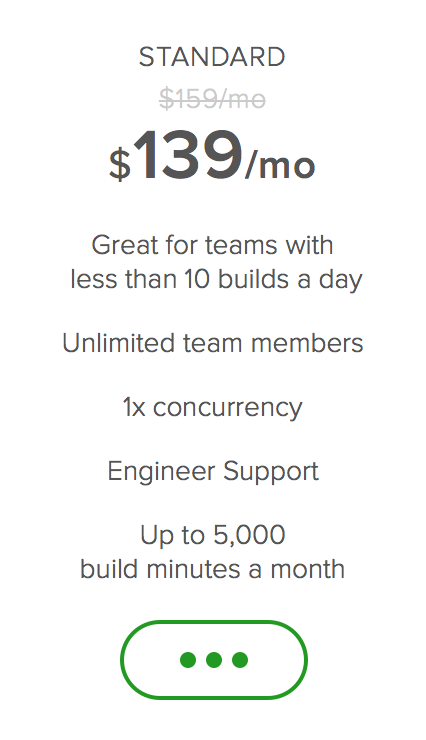 STANDARD
$159/mo
$139/mo
Great for teams with
less than 10 builds a day
Unlimited team members
1x concurrency
Engineer Support
Up to 5,000
build minutes a month